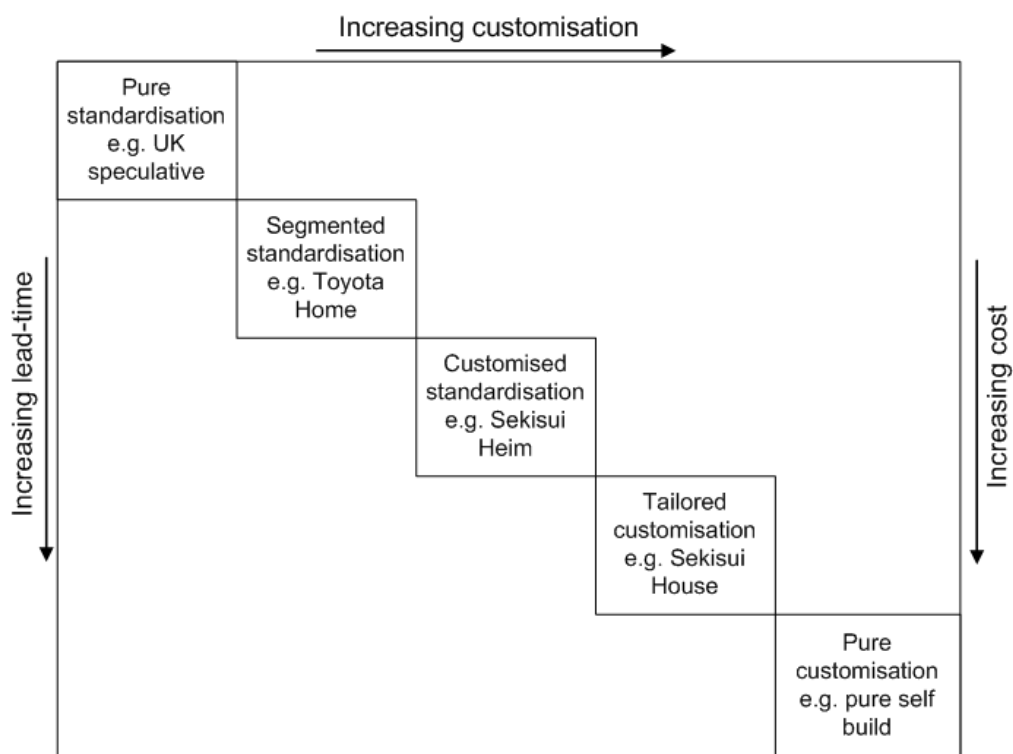 Increasing customisation
Pure
standardisation
e.g. UK
speculative
Segmented
standardisation
e.g. Toyota
Home
Customised
standardisation
e.g. Sekisui
Heim
Tailored
customisation
e.g. Sekisui
House
Pure
customisation
e.g. pure self
build
Increasing lead-time
Increasing cost